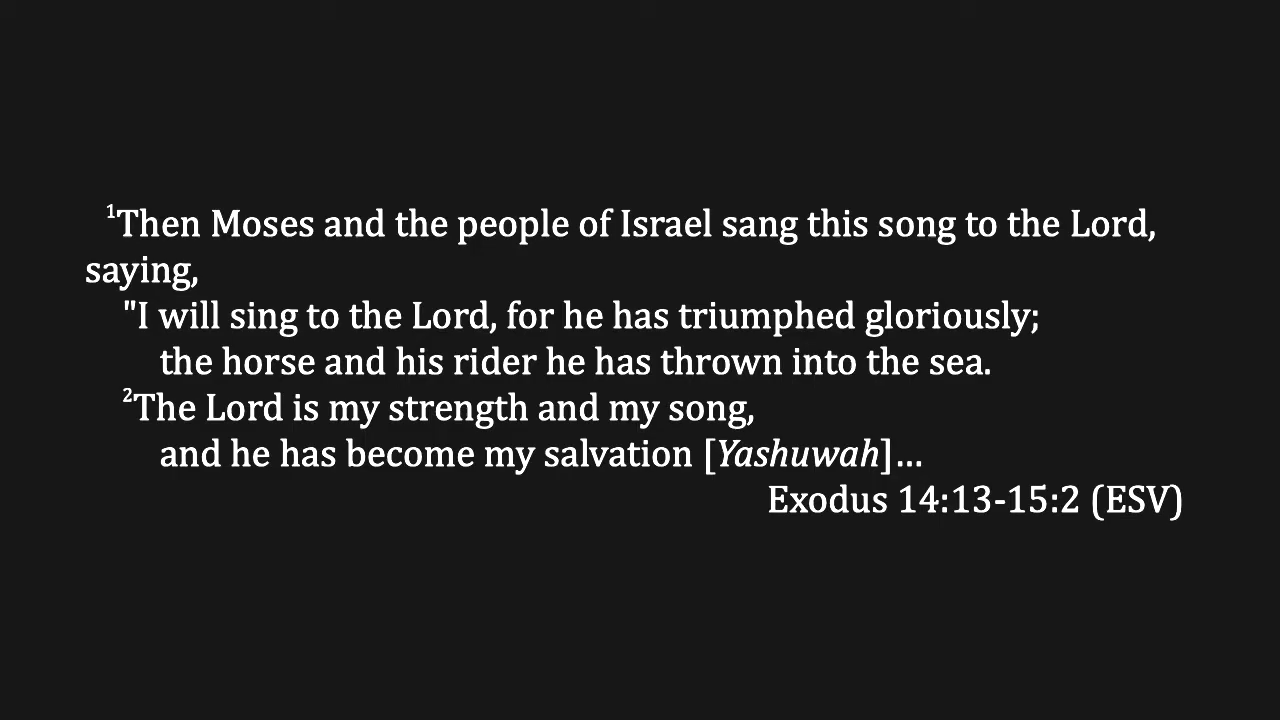 ¹Then Moses and the people of Israel sang this song to the Lord,
saying,
"I will sing to the Lord, for he has triumphed gloriously;
the horse and his rider he has thrown into the sea.
²The Lord is my strength and my song,
and he has become my salvation [Yashuwah]…
Exodus 14:13-15:2 (ESV)